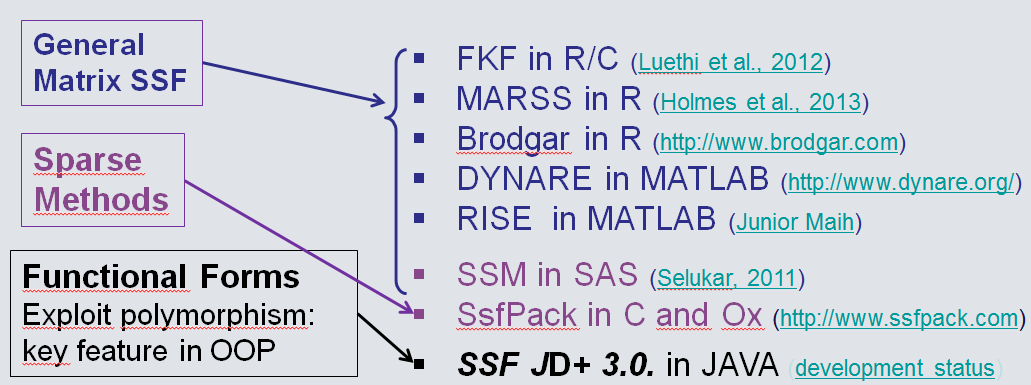 General
Matrix SSF
Sparse
Methods
Functional Forms
Exploit polymorphism:
key feature in OOP
▪ FKF in R/C (Luethi et al., 2012)
▪ MARSS in R (Holmes et al., 2013)
▪ Brodgar in R (http://www.brodgar.com)
▪ DYNARE in MATLAB (http://www.dynare.org/)
▪ RISE in MATLAB (Junior Maih)
▪ SSM in SAS (Selukar, 2011)
▪ SsfPack in C and Ox (http://www.ssfpack.com)
▪ SSF JD+ 3.0. in JAVA (development status)